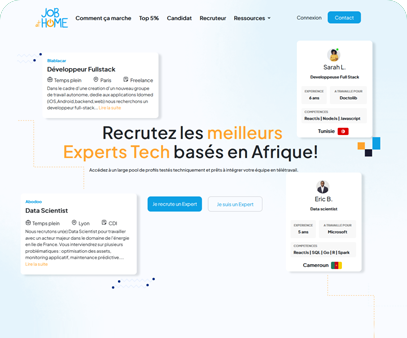 JOB
@HOME
Comment ça marche
Top 5%
Candidat
Recruteur
Ressources
Connexion
Contact
Développeur Fullstack
Temps plein
Paris
Freelance
Dans le cadre d'une création d'un nouveau groupe
de travail autonome, dédié aux applications
(iOS,Android,backend,web) nous recherchons un
développeur full-stack... Lire la suite
Sarah L.
Developpeuse Full Stack
EXPERIENCE
A TRAVAILLÉ POUR
6 ans
Doctolib
COMPÉTENCES
Reactjs | Nodejs | Javascript
Tunisie
Recrutez les meilleurs
Experts Tech basés en Afrique!
Accédez à un large pool de profils testés techniquement et prêts à intégrer votre équipe en télétravail.
Je recrute un Expert
Je suis un Expert
Data Scientist
Temps plein
Lyon
CDI
Nous recrutons un(e) Data Scientist pour travailler
avec un acteur majeur dans le domaine de l'énergie
en Ile de France. Vous interviendrez sur plusieurs
problématiques : optimisation des assets,
monitoring applicatif, maintenance prédictive....
Lire la suite
Eric B.
Data scientist
EXPERIENCE
A TRAVAILLÉ POUR
5 ans
Microsoft
COMPÉTENCES
Reactjs | SQL | Go | R | Spark
Cameroun